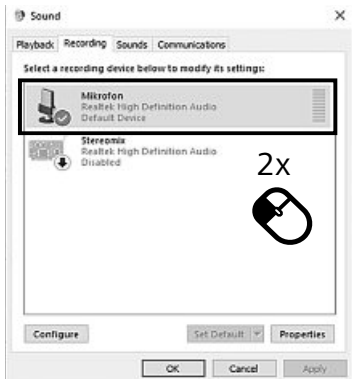 Sound
Playback Recording Sounds Communications
Select a recording device below to modify its settings:
Mikrofon
Realtek High Definition Audio
Default Device
Stereomix
Realtek High Definition Audio
Disabled
2x
Configure Set Default Properties
OK Cancel Apply